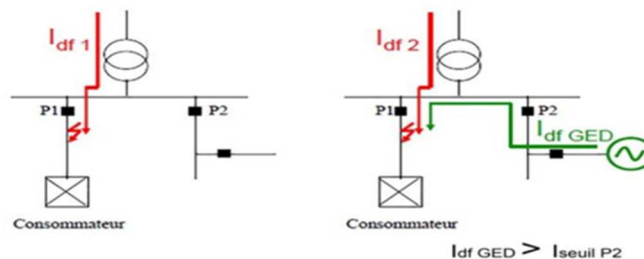 Idf 1
P1
P2
Consommateur
Idf 2
P1
P2
Idf GED
Consommateur
Idf GED > Iseuil P2